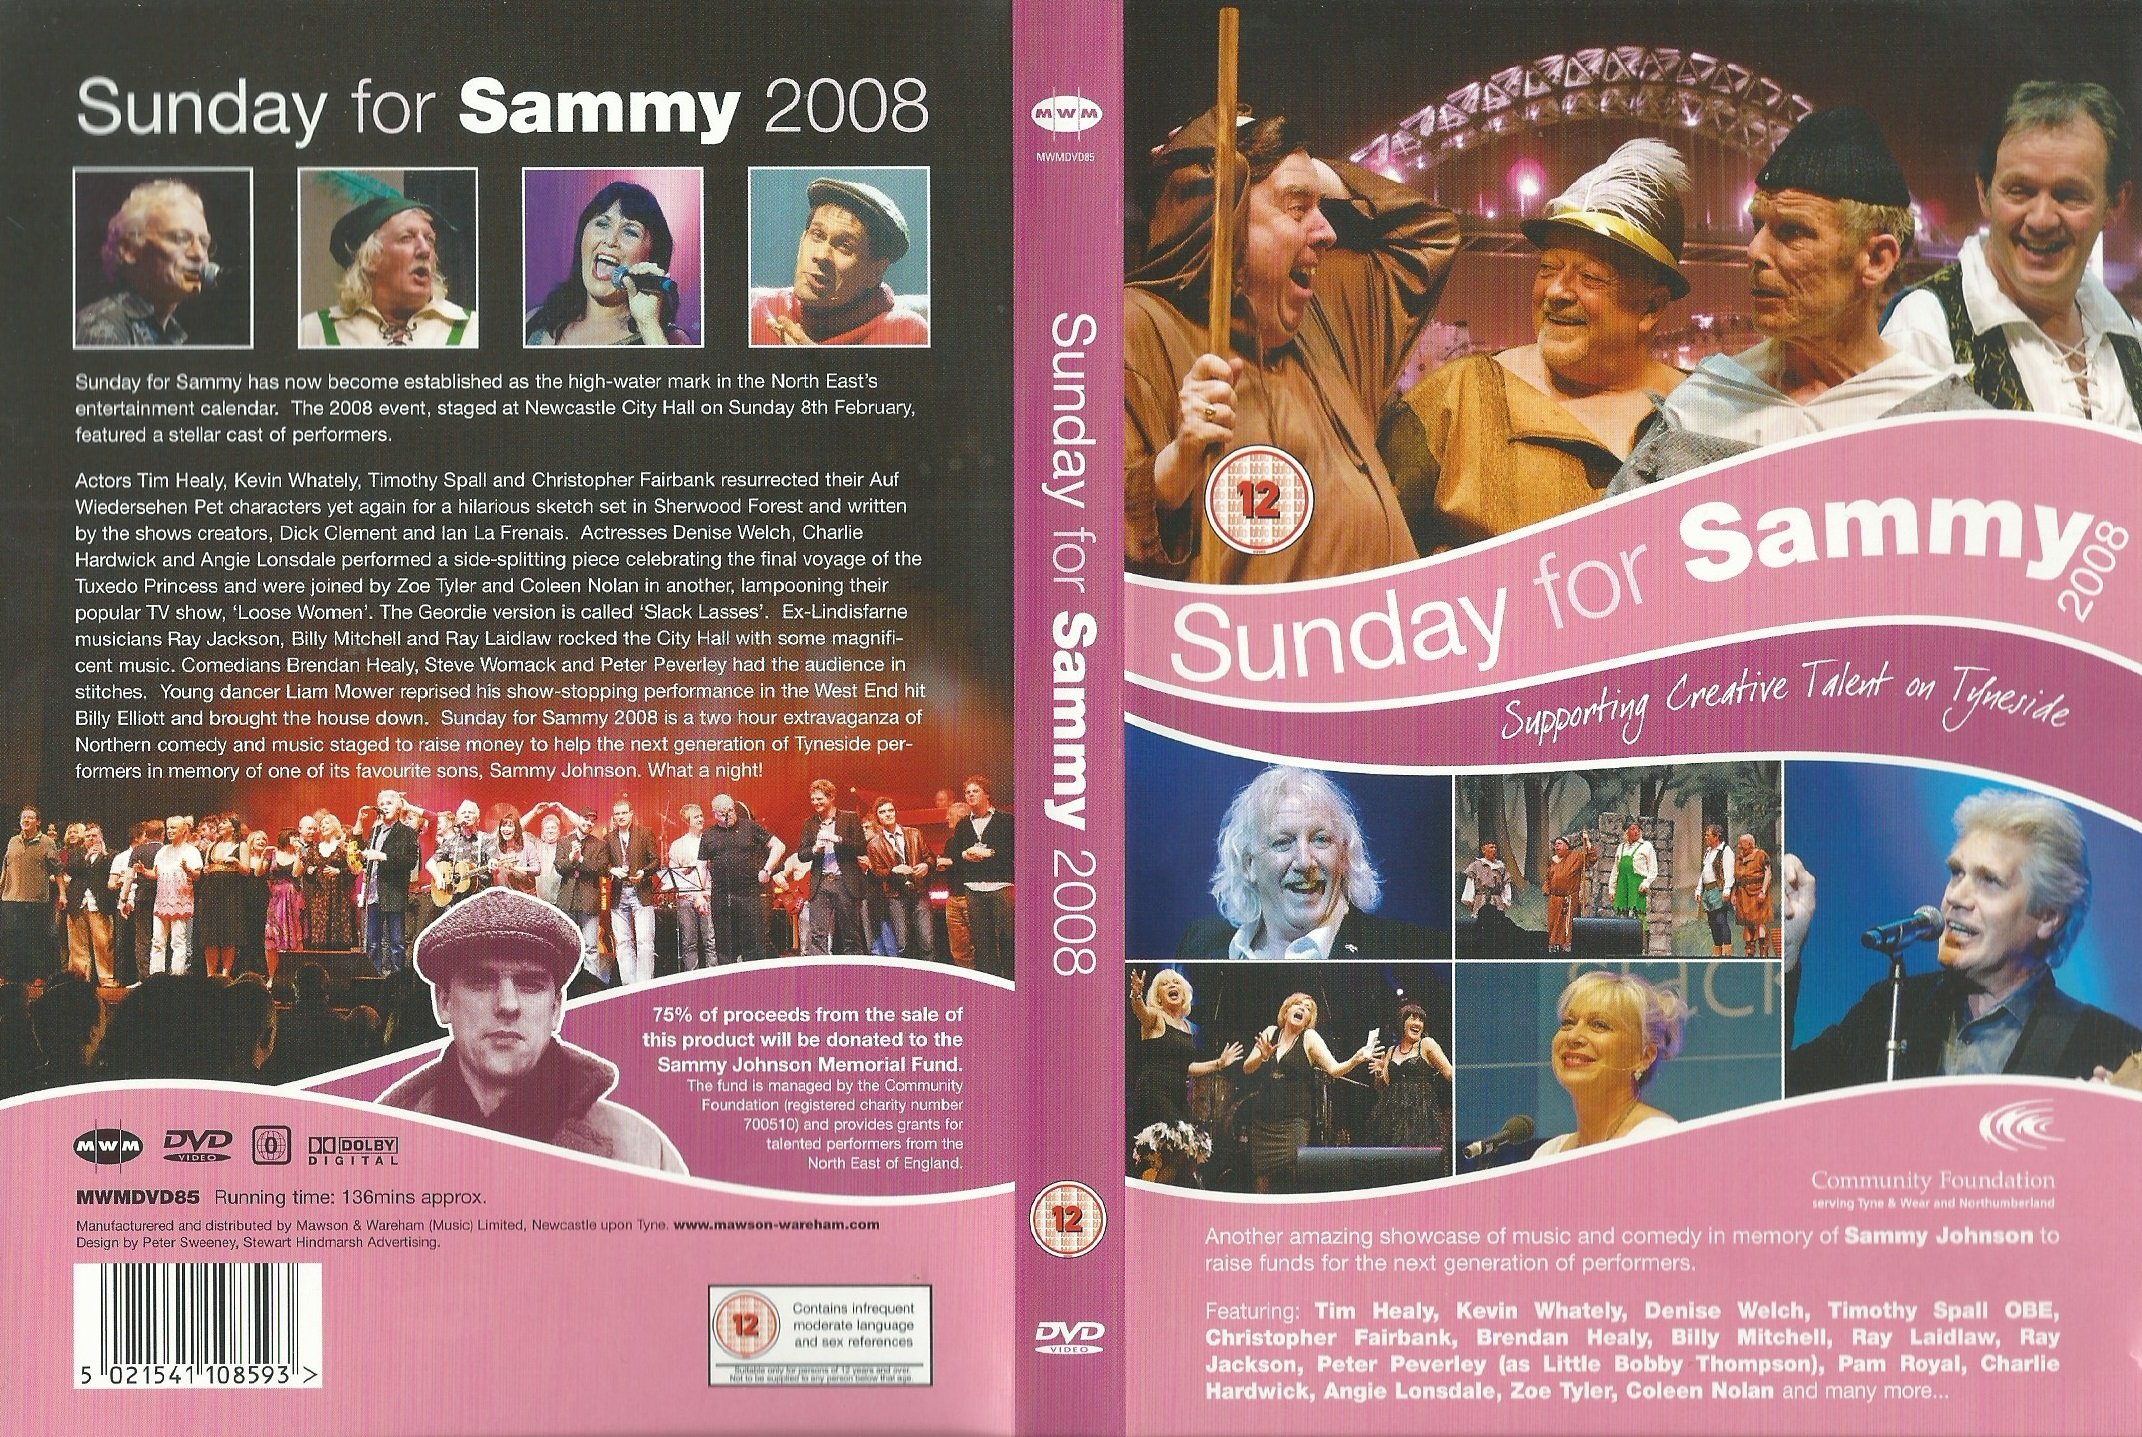 Sunday for Sammy 2008
Sunday for Sammy has now become established as the high-water mark in the North East's
entertainment calendar. The 2008 event, staged at Newcastle City Hall on Sunday 8th February,
featured a stellar cast of performers.
Actors Tim Healy, Kevin Whately, Timothy Spall and Christopher Fairbank resurrected their Auf
Wiedersehen Pet characters yet again for a hilarious sketch set in Sherwood Forest and written
by the shows creators, Dick Clement and Ian La Frenais. Actresses Denise Welch, Charlie
Hardwick and Angie Lonsdale performed a side-splitting piece celebrating the final voyage of the
Tuxedo Princess and were joined by Zoe Tyler and Coleen Nolan in another, lampooning their
popular TV show, 'Loose Women'. The Geordie version is called 'Slack Lasses'. Ex-Lindisfarne
musicians Ray Jackson, Billy Mitchell and Ray Laidlaw rocked the City Hall with some magnifi-
cent music. Comedians Brendan Healy, Steve Womack and Peter Peverley had the audience in
stitches. Young dancer Liam Mower reprised his show-stopping performance in the West End hit
Billy Elliott and brought the house down. Sunday for Sammy 2008 is a two hour extravaganza of
Northern comedy and music staged to raise money to help the next generation of Tyneside per-
formers in memory of one of its favourite sons, Sammy Johnson. What a night!
75% of proceeds from the sale of
this product will be donated to the
Sammy Johnson Memorial Fund.
The fund is managed by the Community
Foundation (registered charity number
700510) and provides grants for
talented performers from the
North East of England.
MWM DVD VIDEO 0 DOLBY DIGITAL
MWMDVD85 Running time: 136mins approx.
Manufacturered and distributed by Mawson & Wareham (Music) Limited, Newcastle upon Tyne. www.mawson-wareham.com
Design by Peter Sweeney, Stewart Hindmarsh Advertising.
5 021541 108593 >
12
Contains infrequent
moderate language
and sex references
Suitable only for persons of 12 years and over.
Not to be supplied to any person below that age.
MWM
MWMDVD85
Sunday for Sammy 2008
12
DVD
VIDEO
12
Sunday for Sammy 2008
Supporting Creative Talent on Tyneside
Community Foundation
serving Tyne & Wear and Northumberland
Another amazing showcase of music and comedy in memory of Sammy Johnson to
raise funds for the next generation of performers.
Featuring: Tim Healy, Kevin Whately, Denise Welch, Timothy Spall OBE,
Christopher Fairbank, Brendan Healy, Billy Mitchell, Ray Laidlaw, Ray
Jackson, Peter Peverley (as Little Bobby Thompson), Pam Royal, Charlie
Hardwick, Angie Lonsdale, Zoe Tyler, Coleen Nolan and many more...